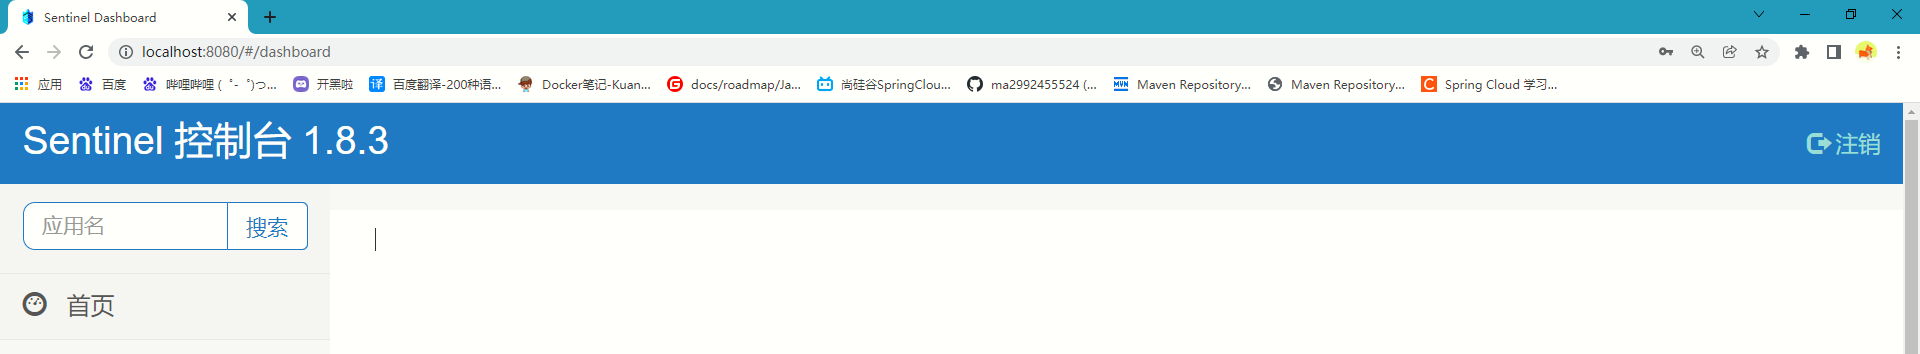 Sentinel Dashboard
localhost:8080/#/dashboard
应用 百度 哔哩哔哩 ( ゜- ゜)つ... 开黑啦 百度翻译-200种语... Docker笔记-Kuan... docs/roadmap/Ja... 尚硅谷SpringClou... ma2992455524 (... Maven Repository... Maven Repository... Spring Cloud 学习...
Sentinel 控制台 1.8.3
注销
应用名 搜索
首页